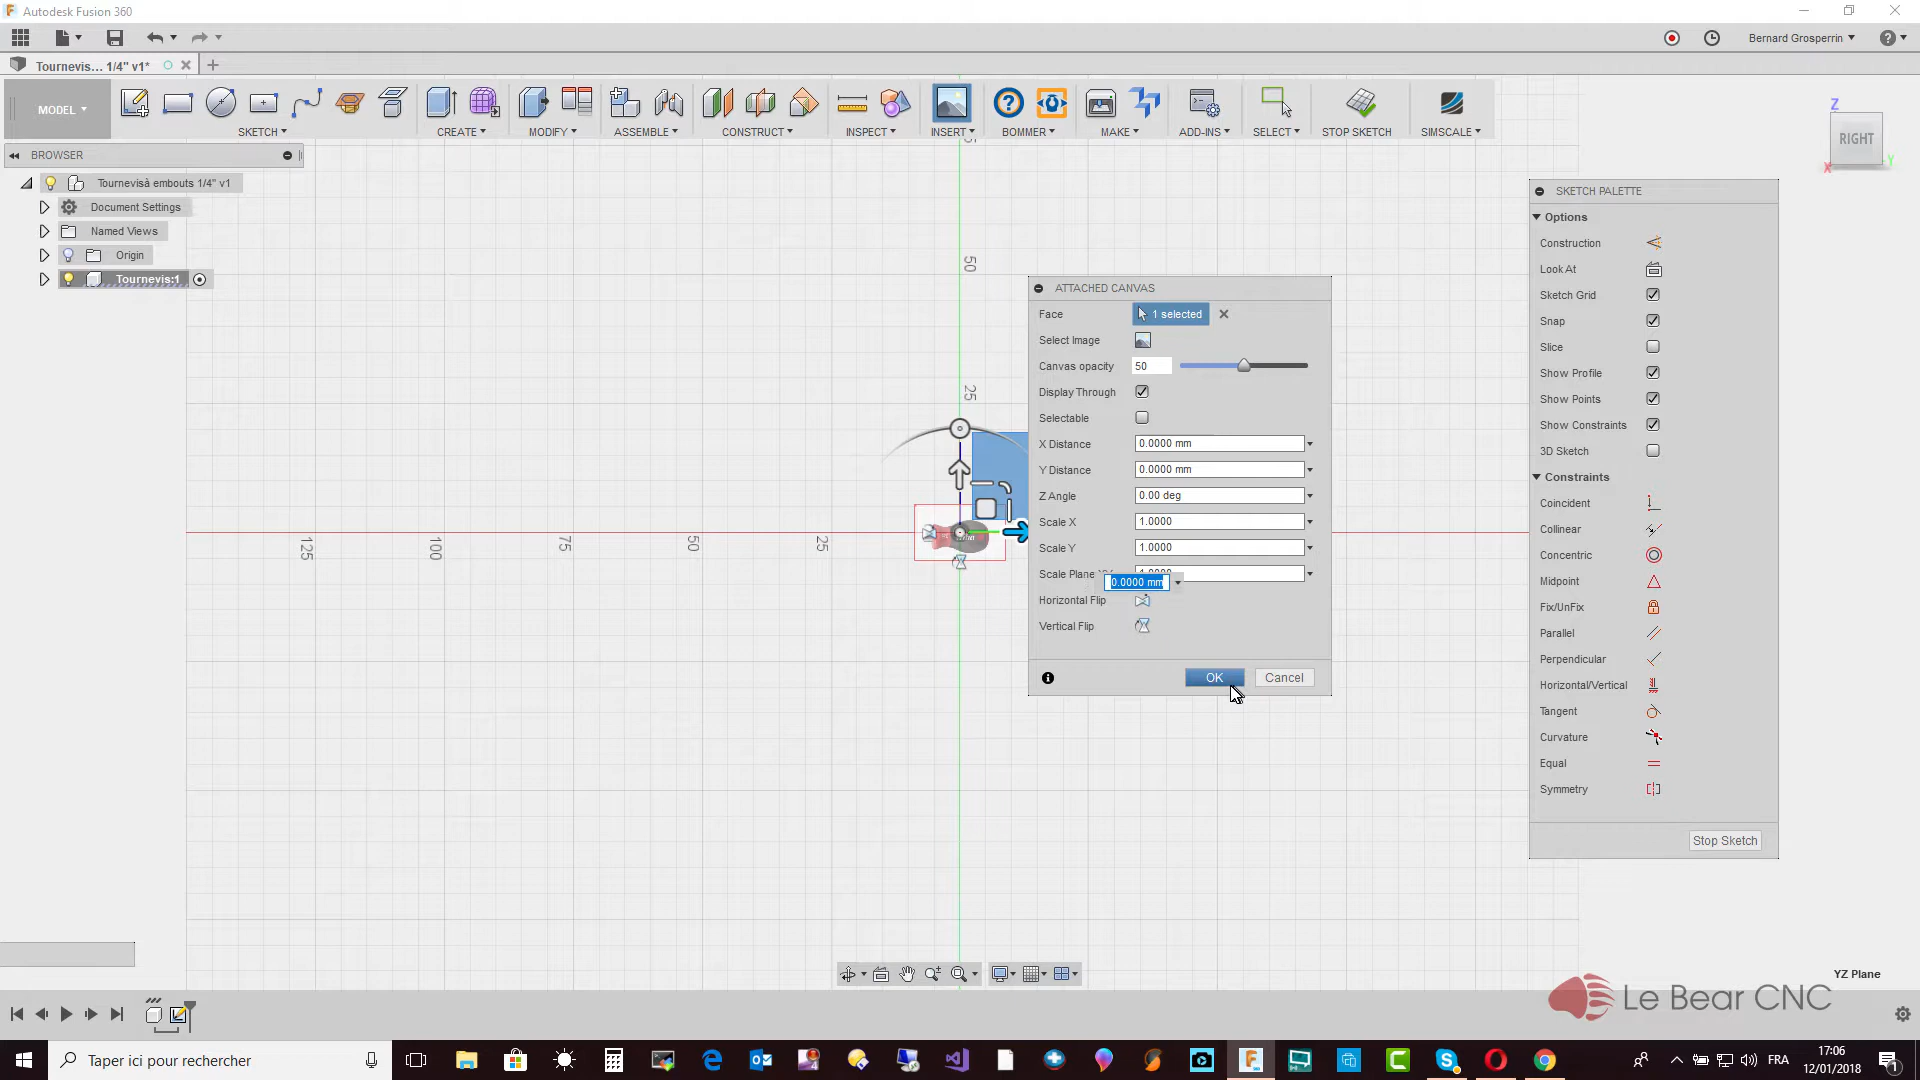 Autodesk Fusion 360
Bernard Grosperrin
Tournevis... 1/4" v1*
MODEL
SKETCH
CREATE
MODIFY
ASSEMBLE
CONSTRUCT
INSPECT
INSERT
BOMMER
MAKE
ADD-INS
SELECT
STOP SKETCH
SIMSCALE
BROWSER
Tournevisà embouts 1/4" v1
Document Settings
Named Views
Origin
Tournevis:1
Z
RIGHT
X
Y
50
25
125
100
75
50
25
ATTACHED CANVAS
Face
1 selected
Select Image
Canvas opacity
50
Display Through
Selectable
X Distance
0.0000 mm
Y Distance
0.0000 mm
Z Angle
0.00 deg
Scale X
1.0000
Scale Y
1.0000
Scale Plane
0.0000 mm
Horizontal Flip
Vertical Flip
OK
Cancel
SKETCH PALETTE
Options
Construction
Look At
Sketch Grid
Snap
Slice
Show Profile
Show Points
Show Constraints
3D Sketch
Constraints
Coincident
Collinear
Concentric
Midpoint
Fix/UnFix
Parallel
Perpendicular
Horizontal/Vertical
Tangent
Curvature
Equal
Symmetry
Stop Sketch
YZ Plane
Le Bear CNC
Taper ici pour rechercher
FRA
17:06
12/01/2018